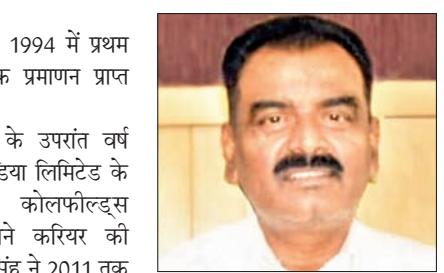 1994 में प्रथम
प्रमाणन प्राप्त
के उपरांत वर्ष
लिमिटेड के
कोलफील्ड्स
करियर की
ने 2011 तक